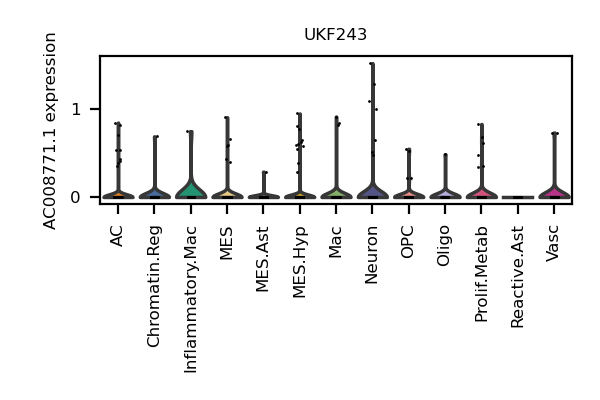 UKF243
AC008771.1 expression
1
0
AC
Chromatin.Reg
Inflammatory.Mac
MES
MES.Ast
MES.Hyp
Mac
Neuron
OPC
Oligo
Prolif.Metab
Reactive.Ast
Vasc